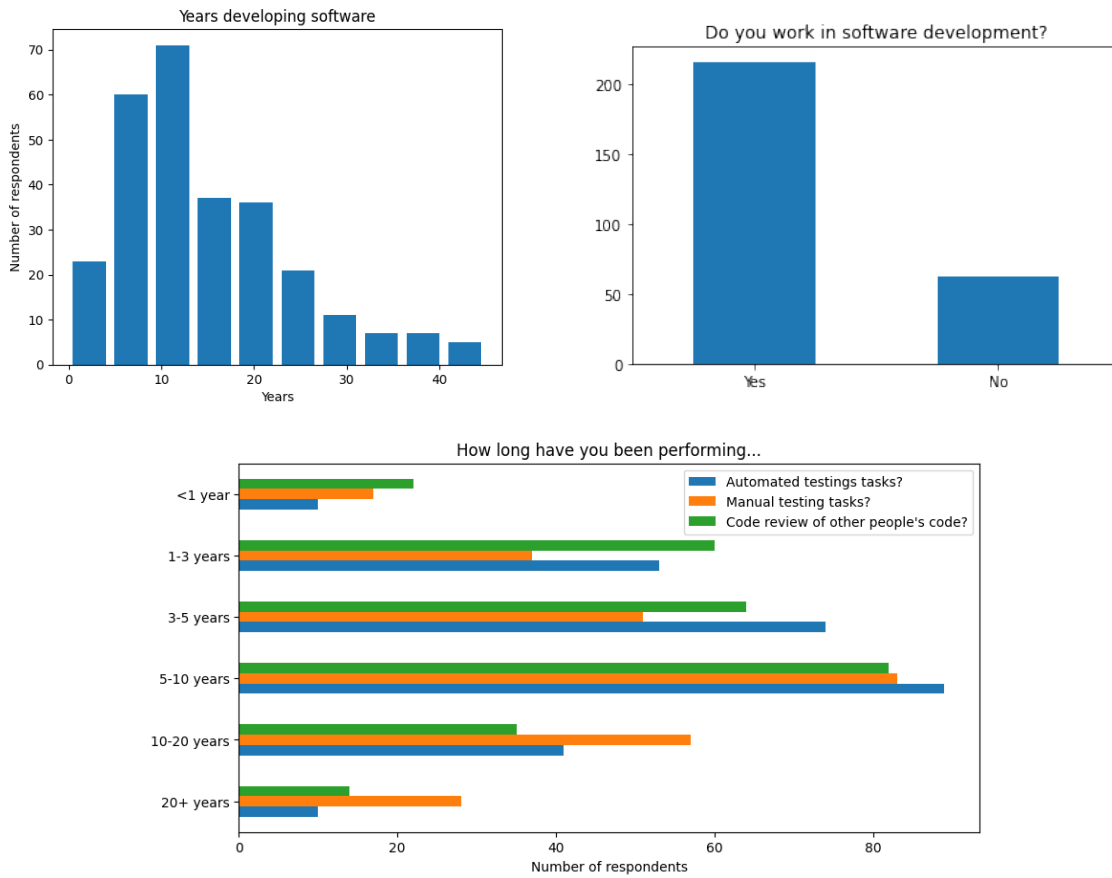 Years developing software
Number of respondents
70
60
50
40
30
20
10
0
0 10 20 30 40
Years
Do you work in software development?
200
150
100
50
0
Yes No
How long have you been performing...
Automated testings tasks?
Manual testing tasks?
Code review of other people's code?
<1 year
1-3 years
3-5 years
5-10 years
10-20 years
20+ years
0 20 40 60 80
Number of respondents